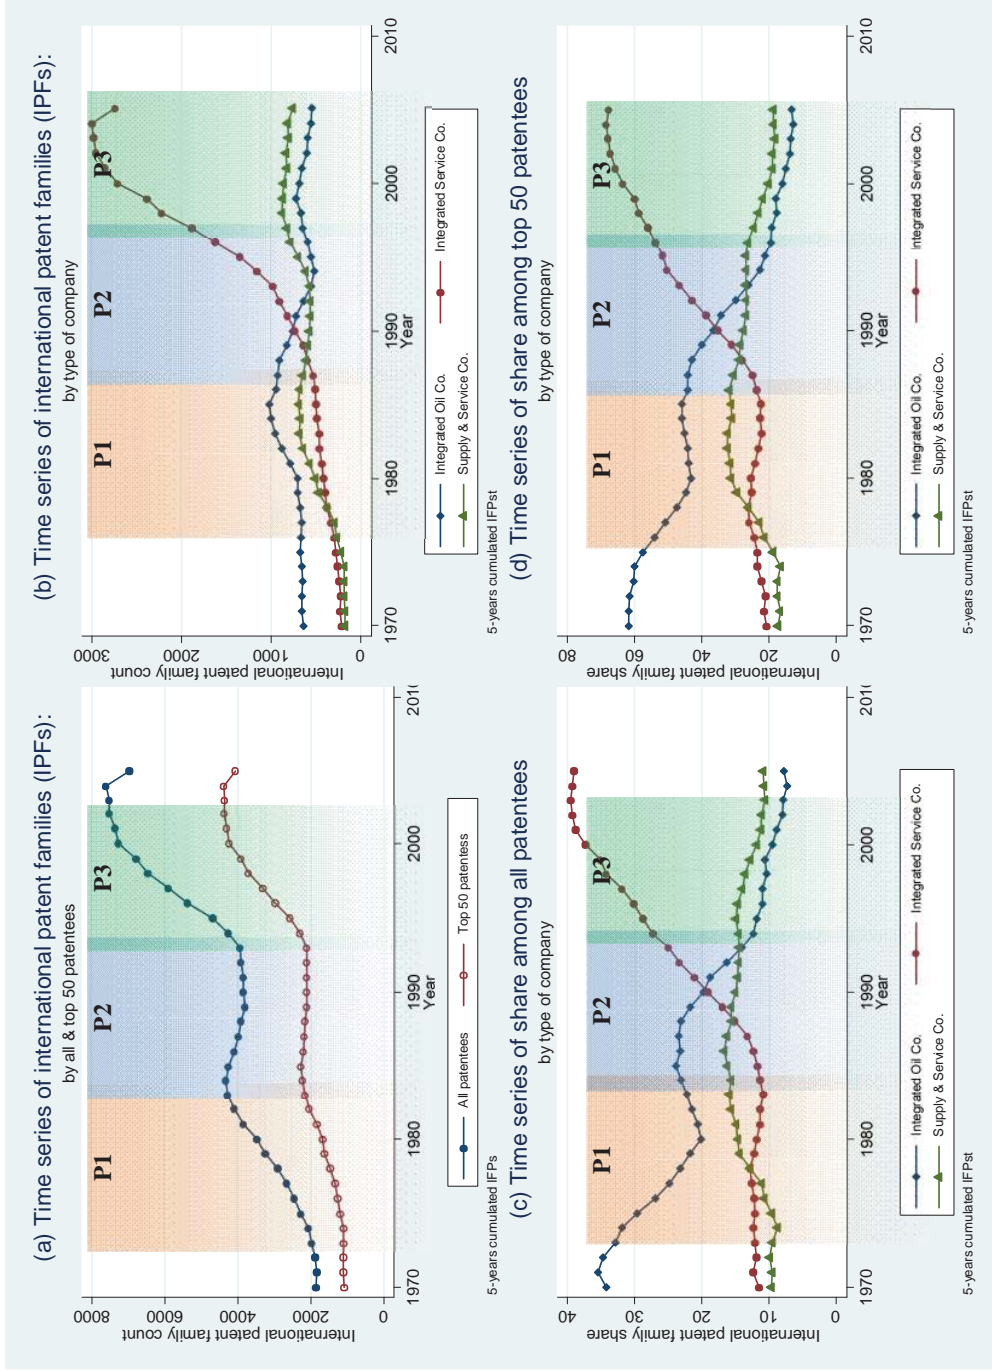 (a) Time series of international patent families (IPFs):
by all & top 50 patentees
International patent family count
0 2000 4000 6000 8000
P1 P2 P3
1970 1980 1990 2000 201
Year
All patentees Top 50 patentess
5-years cumulated IFPs
(b) Time series of international patent families (IPFs):
by type of company
International patent family count
0 1000 2000 3000
P1 P2 P3
1970 1980 1990 2000 2010
Year
Integrated Oil Co. Integrated Service Co.
Supply & Service Co.
5-years cumulated IFPst
(c) Time series of share among all patentees
by type of company
International patent family share
0 10 20 30 40
P1 P2 P3
1970 1980 1990 2000 201
Year
Integrated Oil Co. Integrated Service Co.
Supply & Service Co.
5-years cumulated IFPst
(d) Time series of share among top 50 patentees
by type of company
International patent family share
0 20 40 60 80
P1 P2 P3
1970 1980 1990 2000 2010
Year
Integrated Oil Co. Integrated Service Co.
Supply & Service Co.
5-years cumulated IFPst